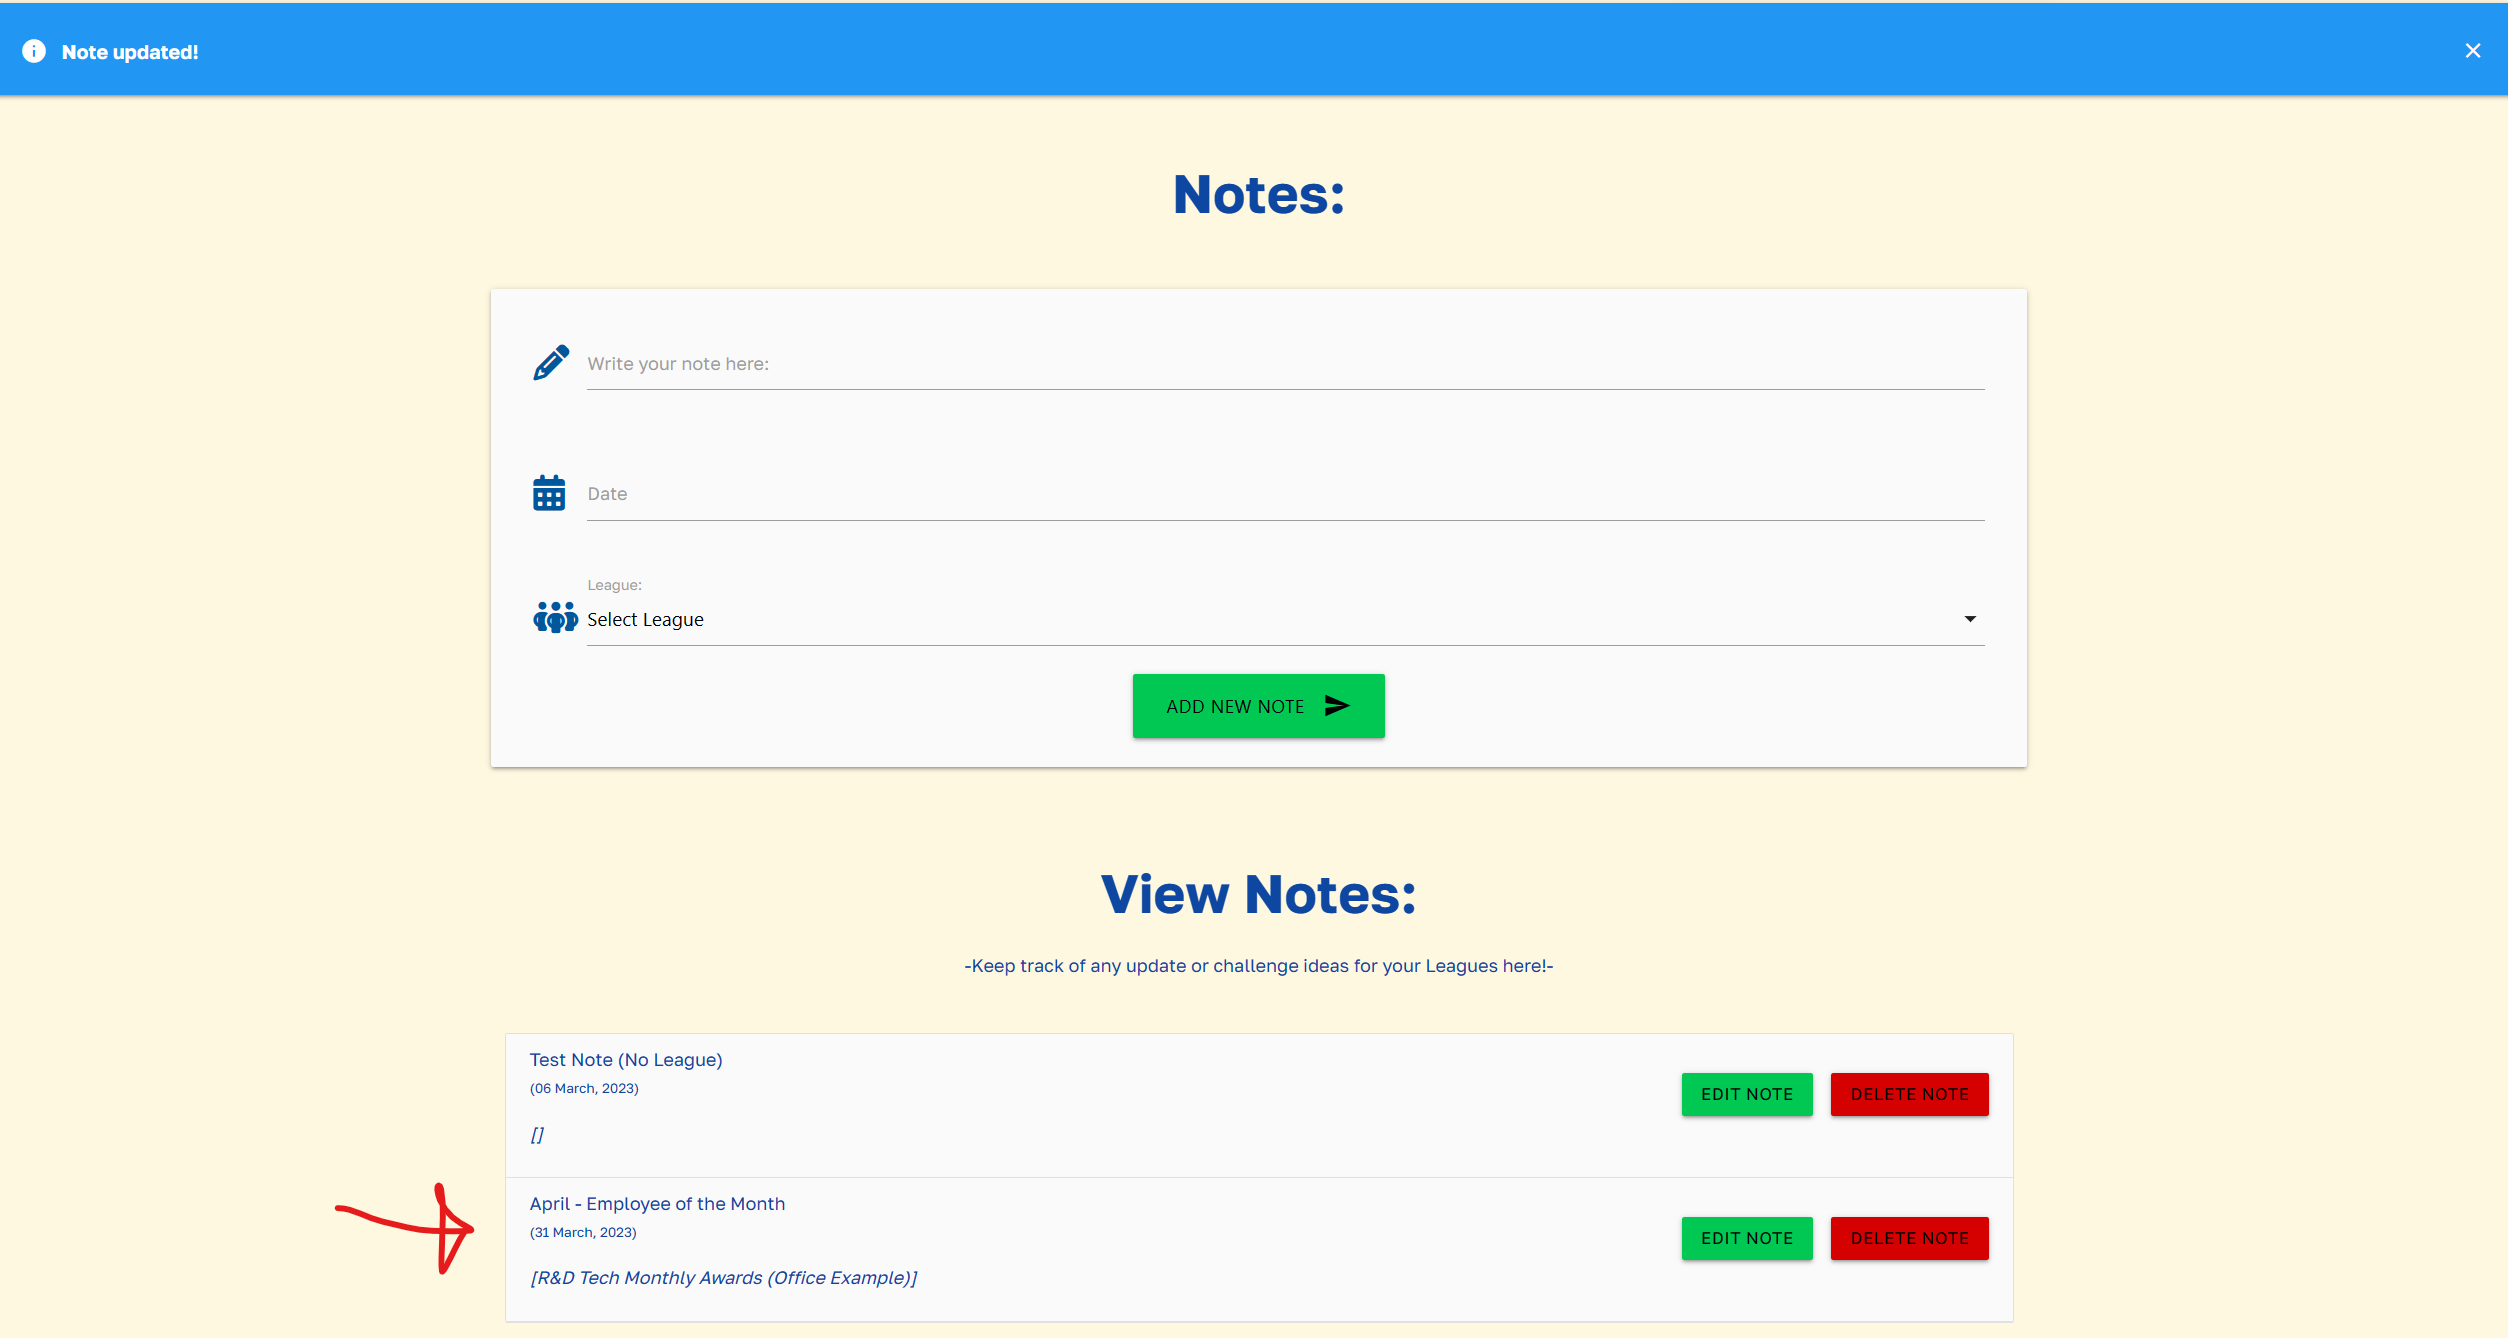 Note updated!
Notes:
Write your note here:
Date
League:
Select League
ADD NEW NOTE
View Notes:
-Keep track of any update or challenge ideas for your Leagues here!-
Test Note (No League)
(06 March, 2023)
EDIT NOTE
DELETE NOTE
[]
April - Employee of the Month
(31 March, 2023)
EDIT NOTE
DELETE NOTE
[R&D Tech Monthly Awards (Office Example)]